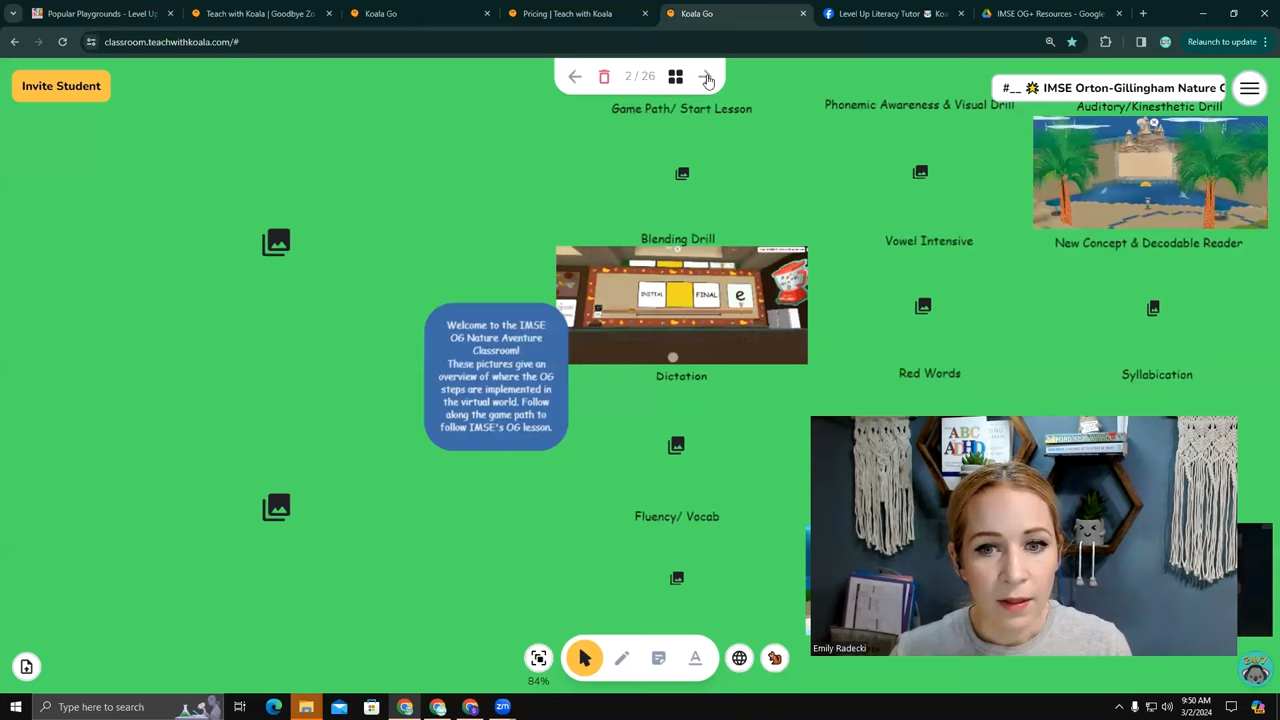 Popular Playgrounds - Level Up
Teach with Koala | Goodbye Zo
Koala Go
Pricing | Teach with Koala
Koala Go
Level Up Literacy Tutor
Koa
IMSE OG+ Resources - Google
classroom.teachwithkoala.com/#
Relaunch to update
Invite Student
2 / 26
#__ 🌟 IMSE Orton-Gillingham Nature
Game Path/ Start Lesson
Phonemic Awareness & Visual Drill
Auditory/Kinesthetic Drill
Blending Drill
Vowel Intensive
New Concept & Decodable Reader
INITIAL
FINAL
e
Welcome to the IMSE
OG Nature Aventure
Classroom!
These pictures give an
overview of where the OG
steps are implemented in
the virtual world. Follow
along the game path to
follow IMSE's OG lesson.
Dictation
Red Words
Syllabication
Fluency/ Vocab
ABC
ADHD
Emily Radecki
84%
24/7
Type here to search
zm
9:50 AM
3/2/2024